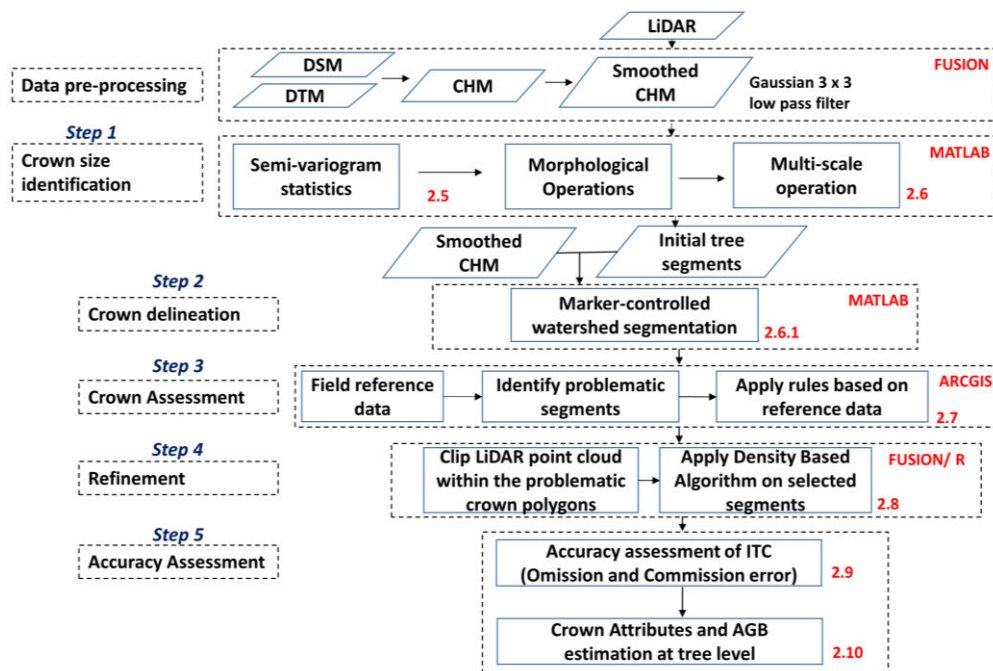 LiDAR
FUSION
Data pre-processing
DSM
DTM
CHM
Smoothed
CHM
Gaussian 3 x 3
low pass filter
Step 1
Crown size
identification
MATLAB
Semi-variogram
statistics
2.5
Morphological
Operations
Multi-scale
operation
2.6
Smoothed
CHM
Initial tree
segments
Step 2
Crown delineation
MATLAB
Marker-controlled
watershed segmentation
2.6.1
Step 3
Crown Assessment
ARCGIS
Field reference
data
Identify problematic
segments
Apply rules based on
reference data
2.7
Step 4
Refinement
FUSION/ R
Clip LiDAR point cloud
within the problematic
crown polygons
Apply Density Based
Algorithm on selected
segments
2.8
Step 5
Accuracy Assessment
Accuracy assessment of ITC
(Omission and Commission error)
2.9
Crown Attributes and AGB
estimation at tree level
2.10